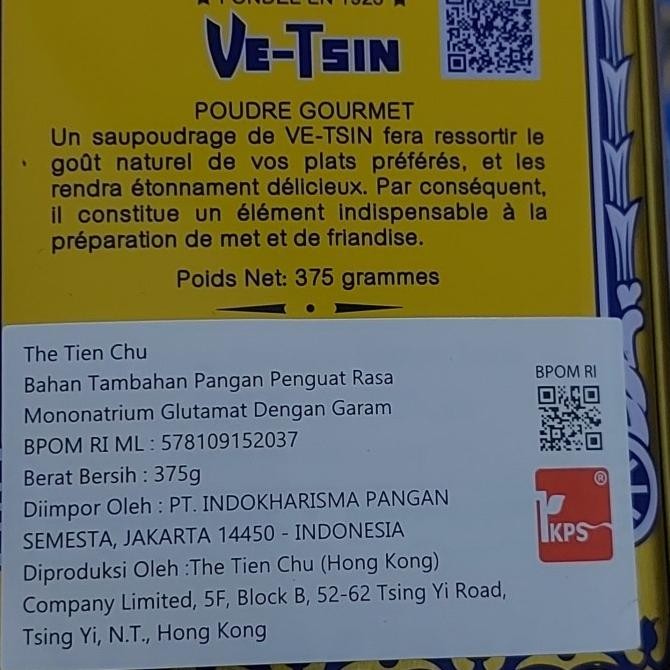 ★ FONDÉE EN 1923 ★
VE-TSIN
POUDRE GOURMET
Un saupoudrage de VE-TSIN fera ressortir le
goût naturel de vos plats préférés, et les
rendra étonnament délicieux. Par conséquent,
il constitue un élément indispensable à la
préparation de met et de friandise.
Poids Net: 375 grammes
The Tien Chu
Bahan Tambahan Pangan Penguat Rasa
Mononatrium Glutamat Dengan Garam
BPOM RI ML : 578109152037
Berat Bersih : 375g
Diimpor Oleh : PT. INDOKHARISMA PANGAN
SEMESTA, JAKARTA 14450 - INDONESIA
Diproduksi Oleh :The Tien Chu (Hong Kong)
Company Limited, 5F, Block B, 52-62 Tsing Yi Road,
Tsing Yi, N.T., Hong Kong
BPOM RI
®
IKPS